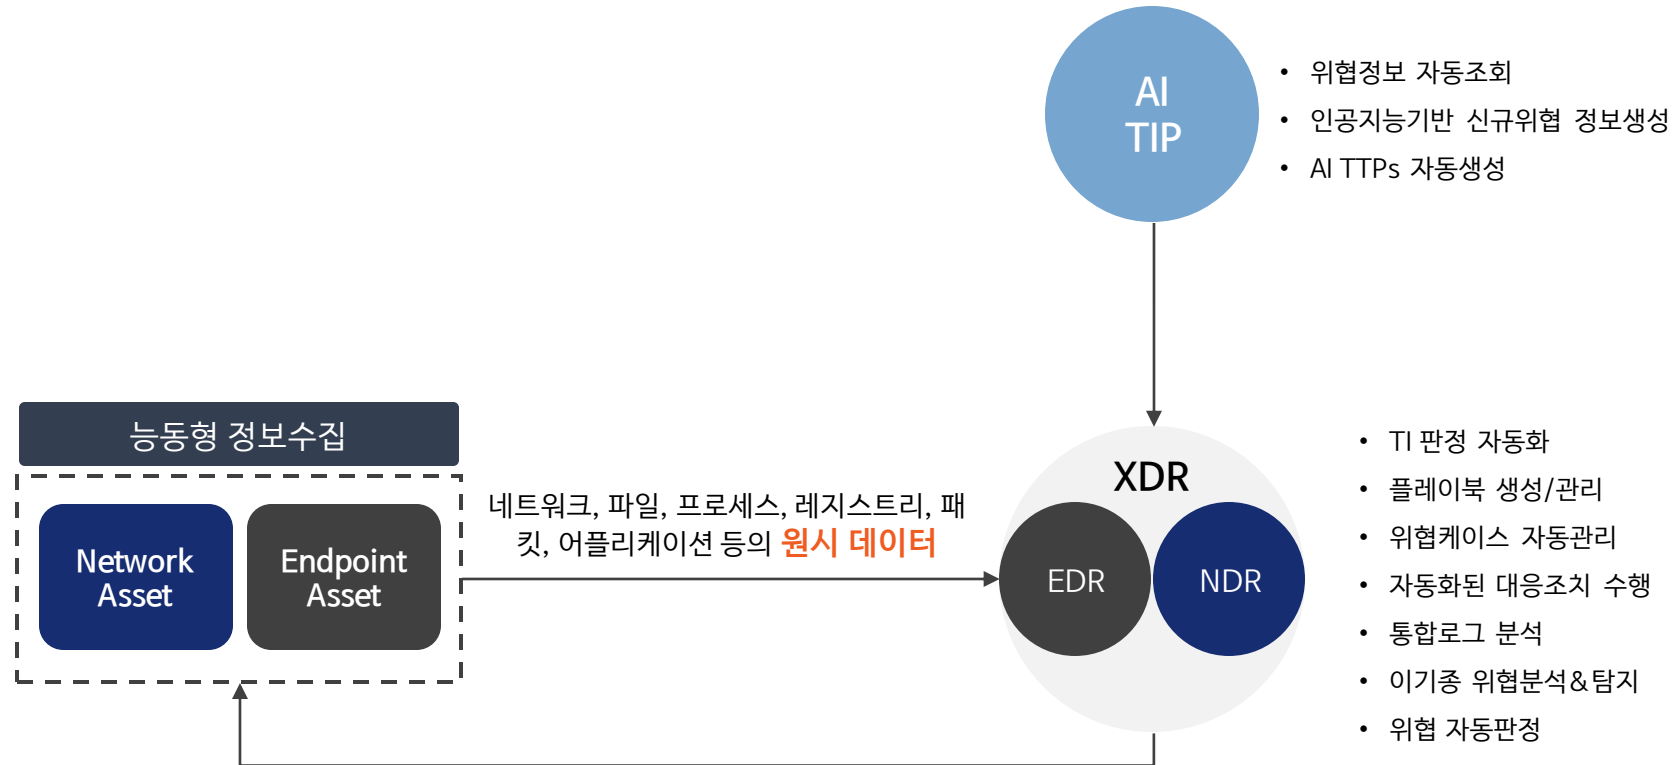 AI
TIP
• 위협정보 자동조회
• 인공지능기반 신규위협 정보생성
• AI TTPs 자동생성
능동형 정보수집
Network
Asset
Endpoint
Asset
네트워크, 파일, 프로세스, 레지스트리, 패
킷, 어플리케이션 등의 원시 데이터
XDR
EDR
NDR
• TI 판정 자동화
• 플레이북 생성/관리
• 위협케이스 자동관리
• 자동화된 대응조치 수행
• 통합로그 분석
• 이기종 위협분석&탐지
• 위협 자동판정